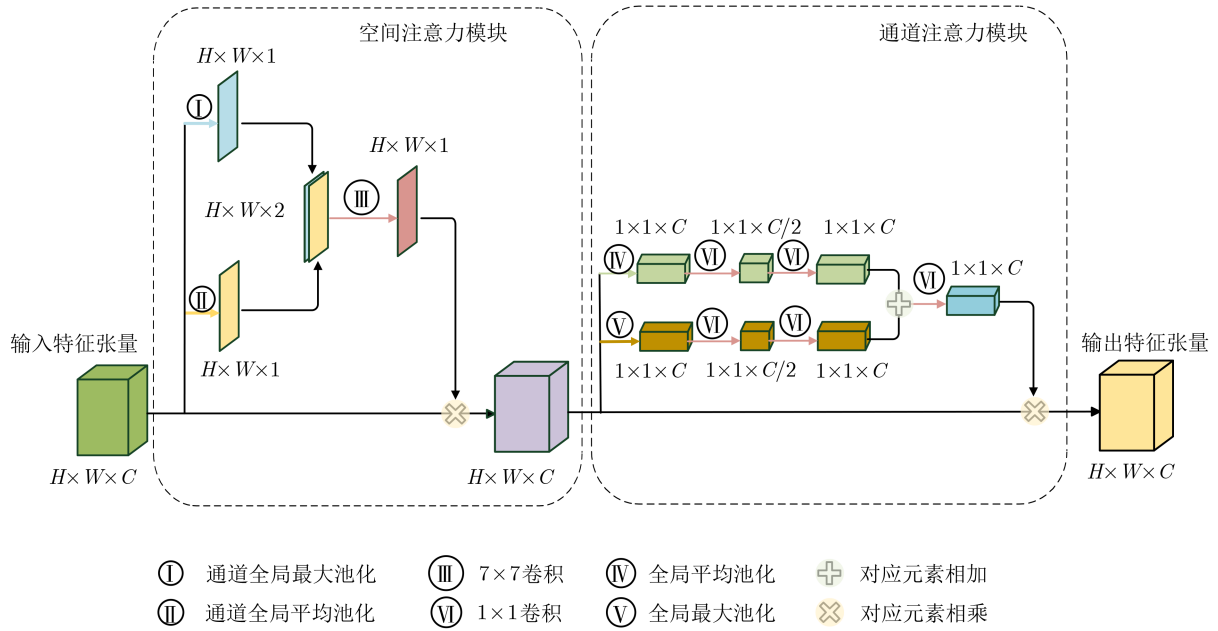 空间注意力模块
通道注意力模块
H×W×1
Ⅰ
H×W×1
Ⅲ
H×W×2
1×1×C
1×1×C/2
1×1×C
Ⅳ
Ⅵ
Ⅵ
Ⅵ
1×1×C
Ⅱ
Ⅴ
Ⅵ
Ⅵ
输入特征张量
H×W×1
1×1×C
1×1×C/2
1×1×C
输出特征张量
H×W×C
H×W×C
H×W×C
Ⅰ 通道全局最大池化
Ⅲ 7×7卷积
Ⅳ 全局平均池化
对应元素相加
Ⅱ 通道全局平均池化
Ⅵ 1×1卷积
Ⅴ 全局最大池化
对应元素相乘